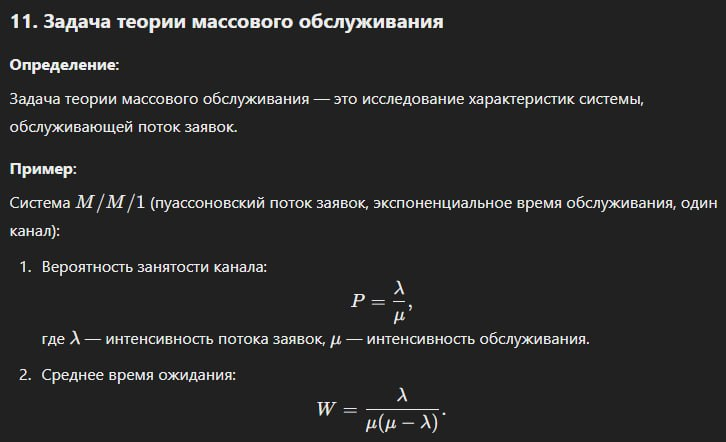 11. Задача теории массового обслуживания
Определение:
Задача теории массового обслуживания — это исследование характеристик системы,
обслуживающей поток заявок.
Пример:
Система M/M/1 (пуассоновский поток заявок, экспоненциальное время обслуживания, один
канал):
1. Вероятность занятости канала:
P = λ/μ,
где λ — интенсивность потока заявок, μ — интенсивность обслуживания.
2. Среднее время ожидания:
W = λ/μ(μ − λ).